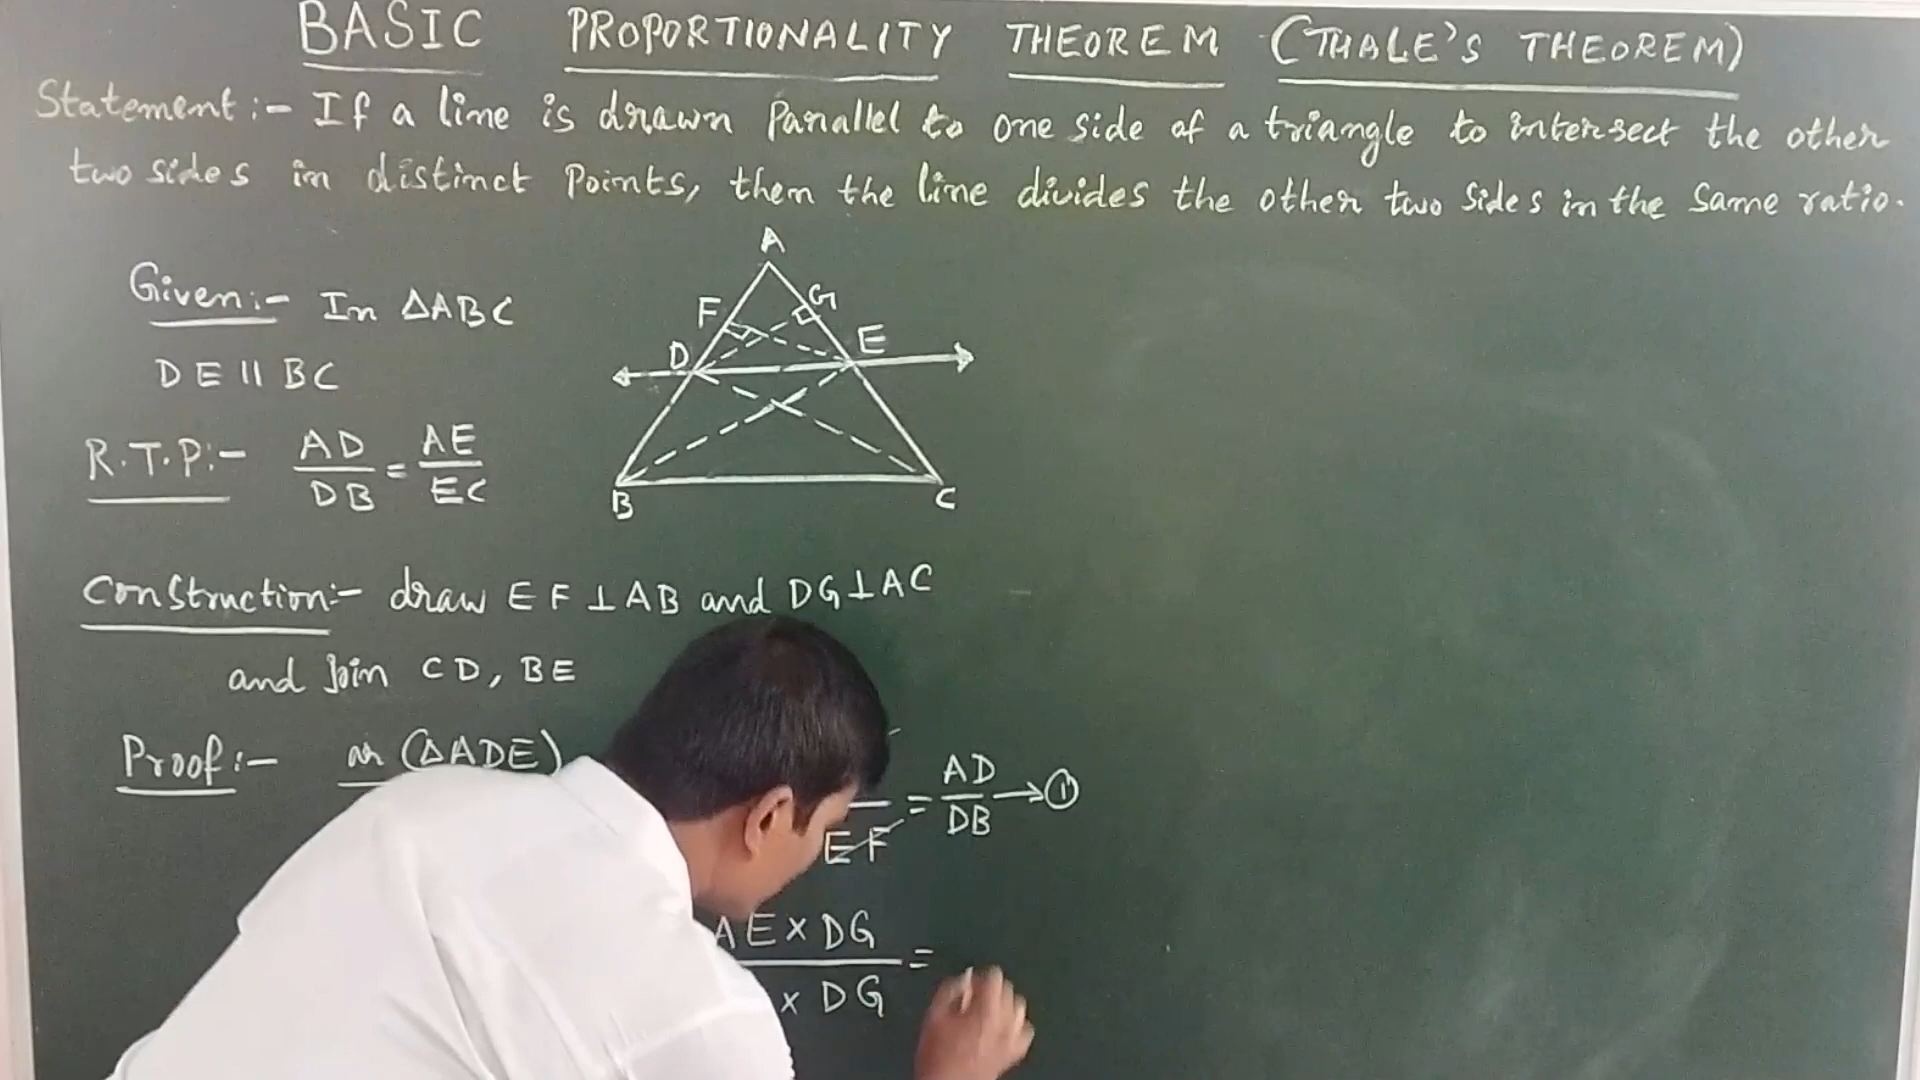 BASIC PROPORTIONALITY THEOREM (THALE'S THEOREM)
Statement:- If a line is drawn Parallel to one side of a triangle to intersect the other
two sides in distinct Points, then the line divides the other two sides in the same ratio.
Given:- In ΔABC
DE || BC
R.T.P:- AD/DB = AE/EC
A
F G
D E
B C
Construction:- draw EF⊥AB and DG⊥AC
and Join CD, BE
Proof:- ar (ΔADE)
EF = AD/DB → ①
AE × DG
× DG =